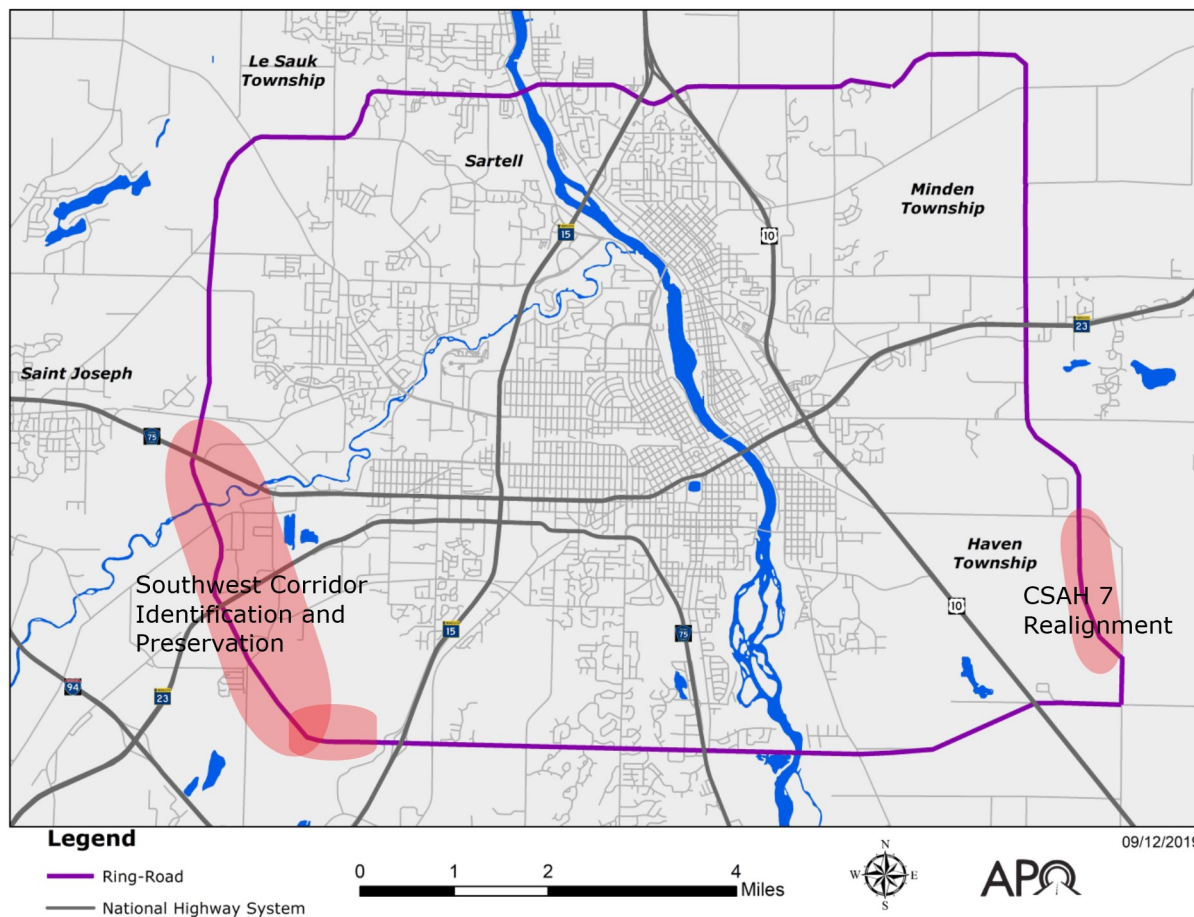 Le Sauk
Township
Sartell
Minden
Township
15
10
23
Saint Joseph
75
Haven
Township
Southwest Corridor
Identification and
Preservation
CSAH 7
Realignment
10
15
75
94
23
Legend
Ring-Road
National Highway System
0 1 2 4
Miles
N
W E
S
APO
09/12/2019